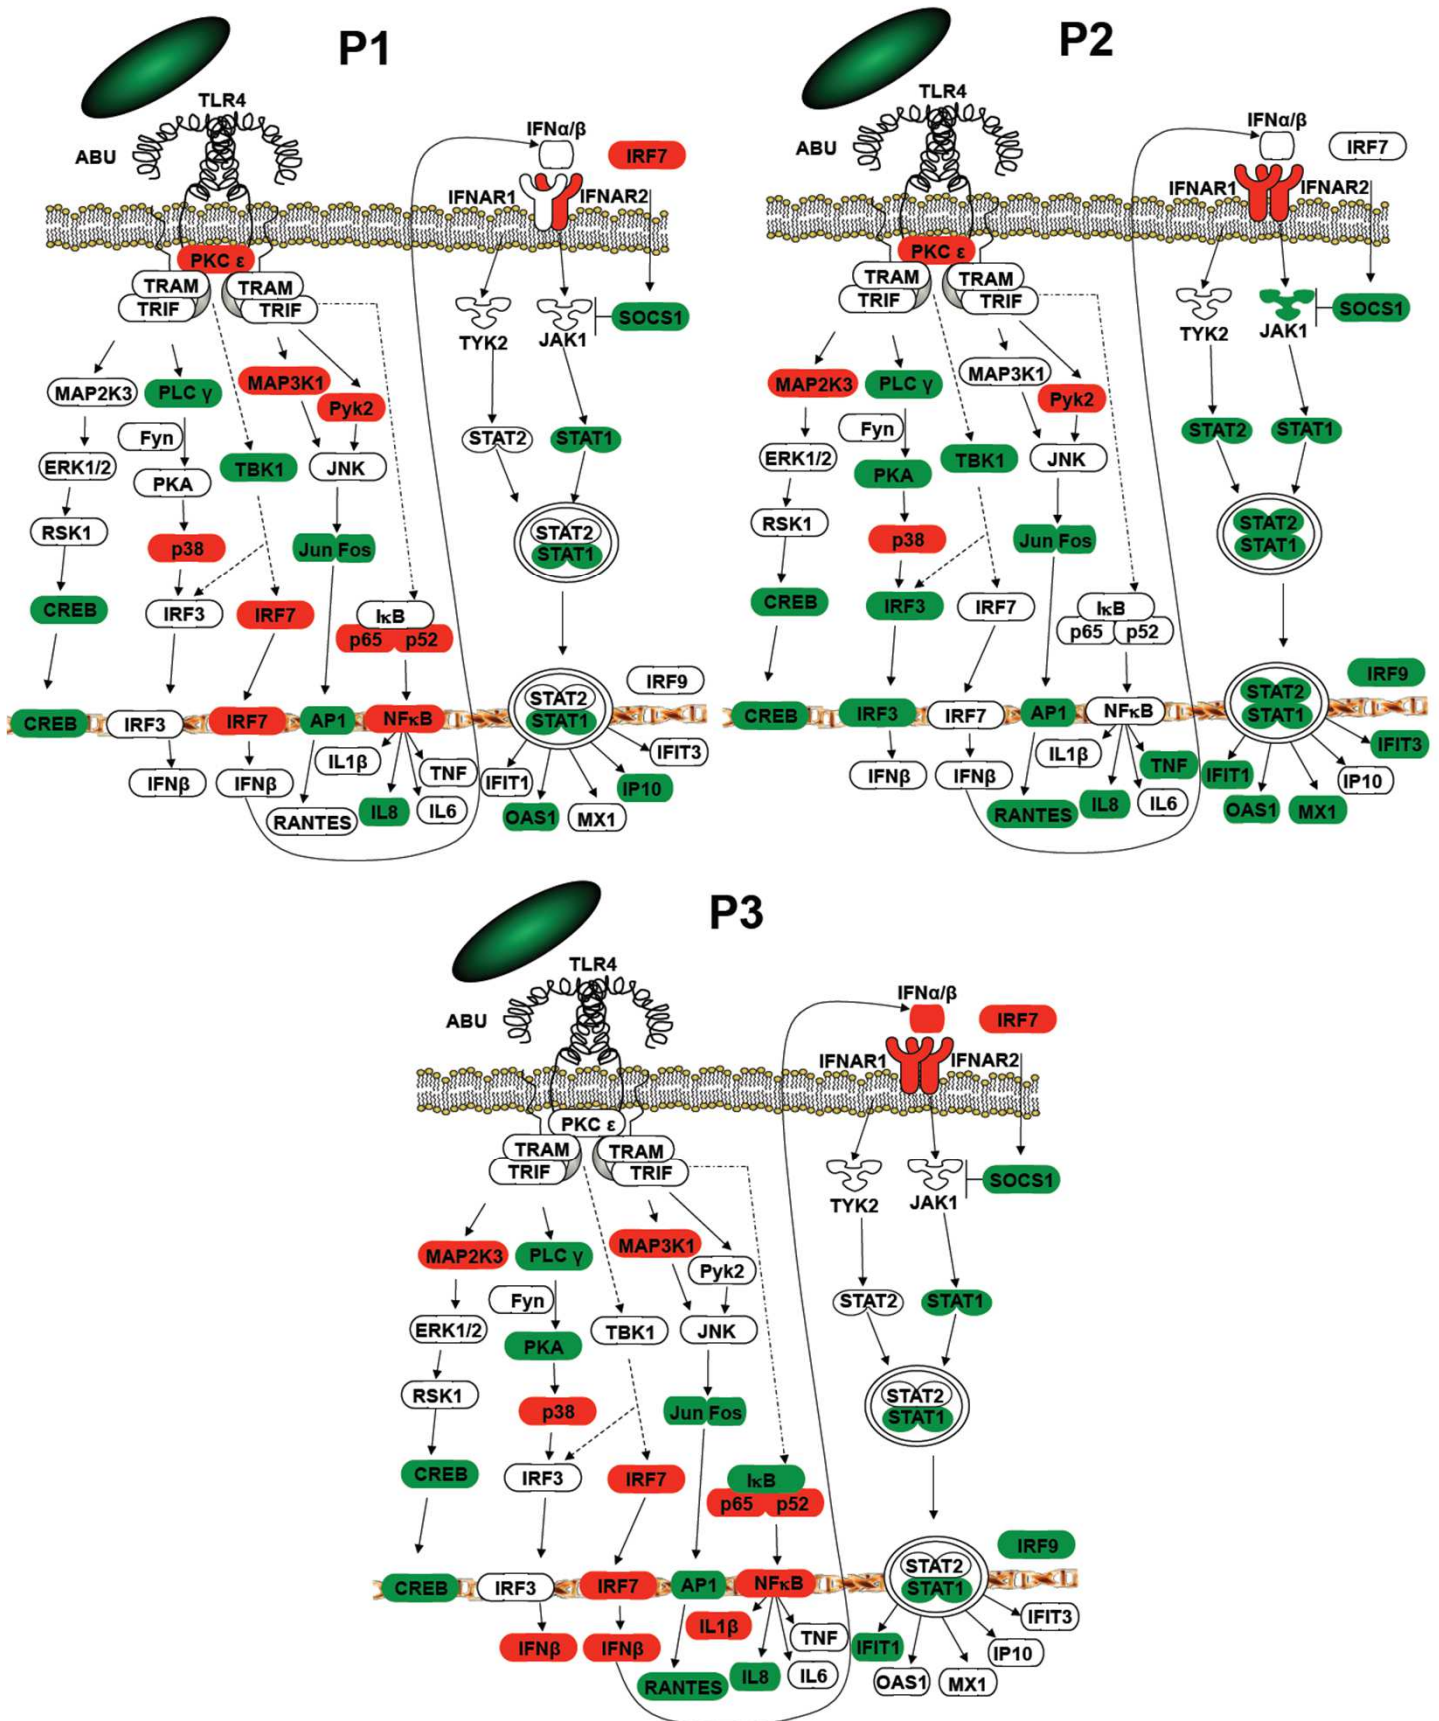 P1
TLR4
ABU
IFNα/β
IRF7
IFNAR1
IFNAR2
PKC ε
TRAM
TRAM
TRIF
TRIF
SOCS1
TYK2
JAK1
MAP2K3
PLC γ
MAP3K1
Pyk2
Fyn
STAT2
STAT1
ERK1/2
PKA
TBK1
JNK
RSK1
p38
Jun Fos
STAT2
STAT1
CREB
IRF3
IRF7
IκB
p65
p52
IRF9
STAT2
STAT1
CREB
IRF3
IRF7
AP1
NFκB
IFIT3
IFNβ
IFNβ
IL1β
TNF
IFIT1
IP10
RANTES
IL8
IL6
OAS1
MX1
P2
TLR4
ABU
IFNα/β
IRF7
IFNAR1
IFNAR2
PKC ε
TRAM
TRAM
TRIF
TRIF
SOCS1
TYK2
JAK1
MAP2K3
PLC γ
MAP3K1
Pyk2
Fyn
STAT2
STAT1
ERK1/2
PKA
TBK1
JNK
RSK1
p38
Jun Fos
STAT2
STAT1
CREB
IRF3
IRF7
IκB
p65
p52
IRF9
STAT2
STAT1
CREB
IRF3
IRF7
AP1
NFκB
IFIT3
IFNβ
IFNβ
IL1β
TNF
IFIT1
IP10
RANTES
IL8
IL6
OAS1
MX1
P3
TLR4
ABU
IFNα/β
IRF7
IFNAR1
IFNAR2
PKC ε
TRAM
TRAM
TRIF
TRIF
SOCS1
TYK2
JAK1
MAP2K3
PLC γ
MAP3K1
Pyk2
Fyn
STAT2
STAT1
ERK1/2
PKA
TBK1
JNK
RSK1
p38
Jun Fos
STAT2
STAT1
CREB
IRF3
IRF7
IκB
p65
p52
IRF9
STAT2
STAT1
CREB
IRF3
IRF7
AP1
NFκB
IFIT3
IFNβ
IFNβ
IL1β
TNF
IFIT1
IP10
RANTES
IL8
IL6
OAS1
MX1